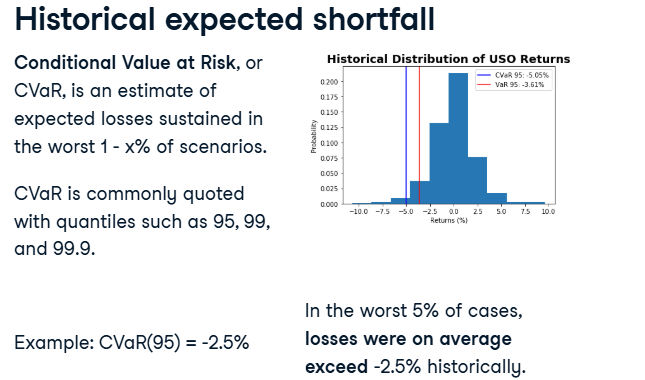 Historical expected shortfall
Conditional Value at Risk, or
CVaR, is an estimate of
expected losses sustained in
the worst 1 - x% of scenarios.
CVaR is commonly quoted
with quantiles such as 95, 99,
and 99.9.
Historical Distribution of USO Returns
CVaR 95: -5.05%
VaR 95: -3.61%
Probability
0.200
0.175
0.150
0.125
0.100
0.075
0.050
0.025
0.000
−10.0 −7.5 −5.0 −2.5 0.0 2.5 5.0 7.5 10.0
Returns (%)
Example: CVaR(95) = -2.5%
In the worst 5% of cases,
losses were on average
exceed -2.5% historically.